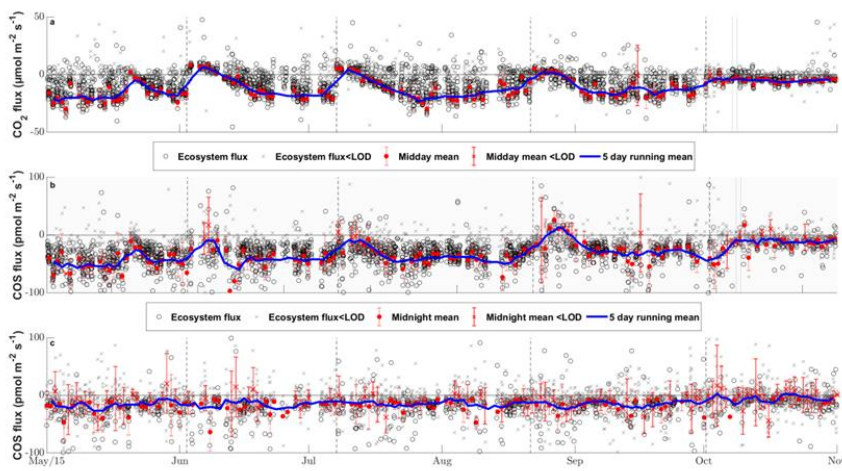 50
a
0
-50
CO2 flux (μmol m-2 s-1)
Ecosystem flux Ecosystem flux<LOD Midday mean Midday mean <LOD 5 day running mean
100
b
0
-100
COS flux (pmol m-2 s-1)
Ecosystem flux Ecosystem flux<LOD Midnight mean Midnight mean <LOD 5 day running mean
100
c
0
-100
COS flux (pmol m-2 s-1)
May/15 Jun Jul Aug Sep Oct Nov